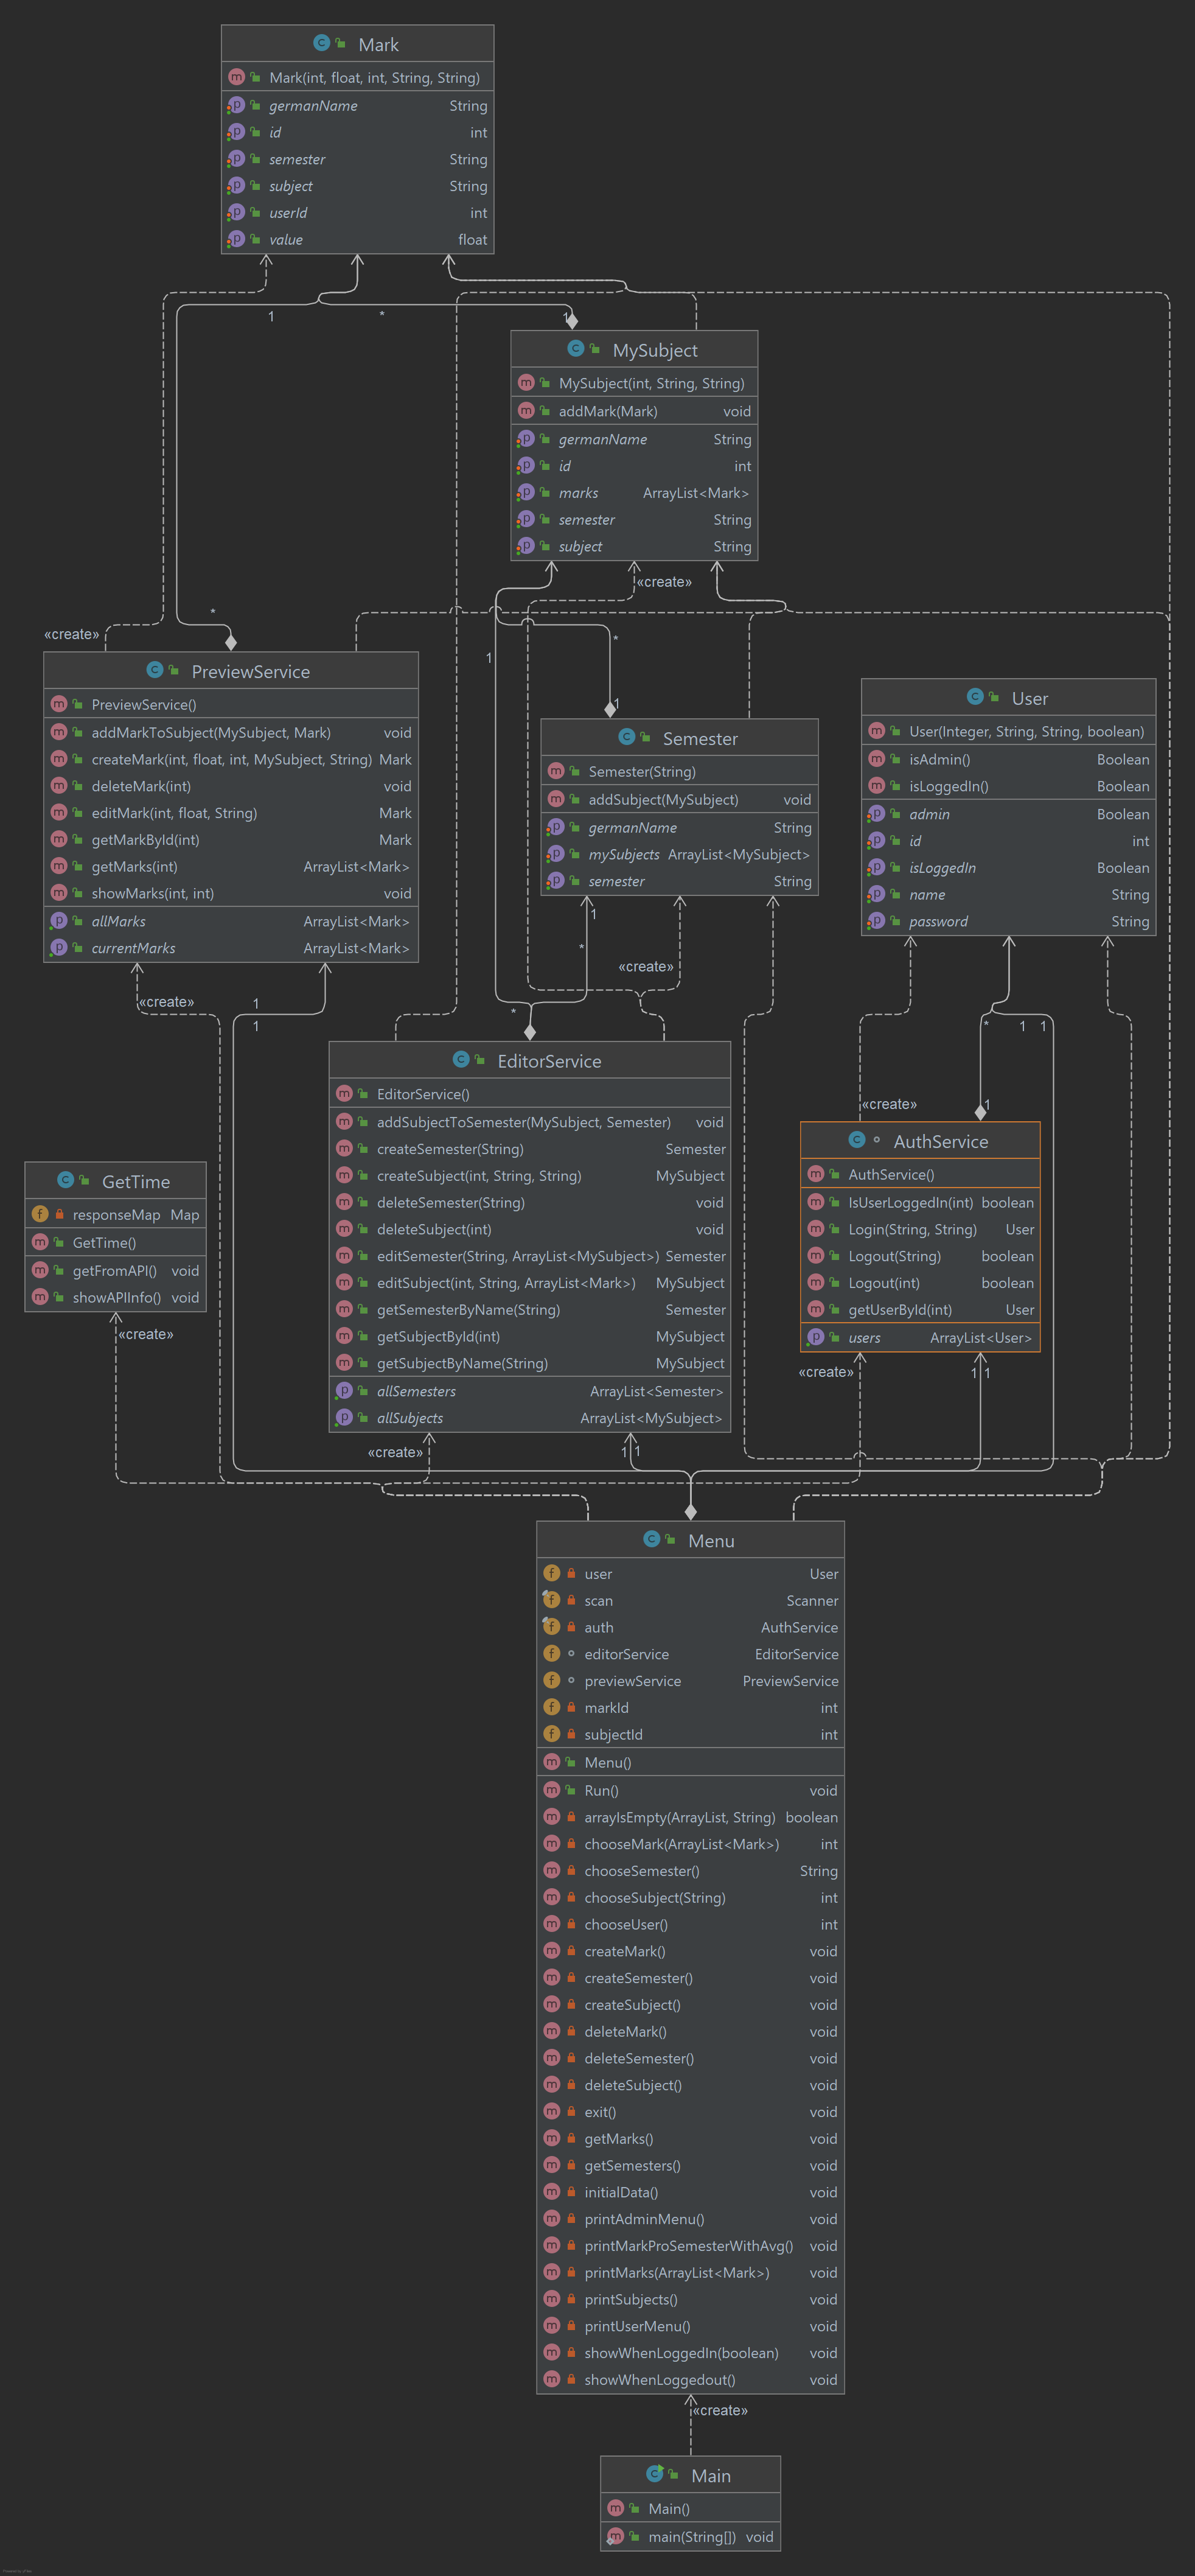 Mark
Mark(int, float, int, String, String)
germanName String
id int
semester String
subject String
userId int
value float
1 * 1
MySubject
MySubject(int, String, String)
addMark(Mark) void
germanName String
id int
marks ArrayList<Mark>
semester String
subject String
«create»
*
«create»
1 *
PreviewService
PreviewService()
addMarkToSubject(MySubject, Mark) void
createMark(int, float, int, MySubject, String) Mark
deleteMark(int) void
editMark(int, float, String) Mark
getMarkById(int) Mark
getMarks(int) ArrayList<Mark>
showMarks(int, int) void
allMarks ArrayList<Mark>
currentMarks ArrayList<Mark>
1
Semester
Semester(String)
addSubject(MySubject) void
germanName String
mySubjects ArrayList<MySubject>
semester String
User
User(Integer, String, String, boolean)
isAdmin() Boolean
isLoggedIn() Boolean
admin Boolean
id int
isLoggedIn Boolean
name String
password String
1
*
«create»
«create»
1
*
1
* 1 1
EditorService
EditorService()
addSubjectToSemester(MySubject, Semester) void
createSemester(String) Semester
createSubject(int, String, String) MySubject
deleteSemester(String) void
deleteSubject(int) void
editSemester(String, ArrayList<MySubject>) Semester
editSubject(int, String, ArrayList<Mark>) MySubject
getSemesterByName(String) Semester
getSubjectById(int) MySubject
getSubjectByName(String) MySubject
allSemesters ArrayList<Semester>
allSubjects ArrayList<MySubject>
«create» 1
AuthService
AuthService()
IsUserLoggedIn(int) boolean
Login(String, String) User
Logout(String) boolean
Logout(int) boolean
getUserById(int) User
users ArrayList<User>
GetTime
responseMap Map
GetTime()
getFromAPI() void
showAPIInfo() void
«create»
«create» 1 1
«create» 1 1
Menu
user User
scan Scanner
auth AuthService
editorService EditorService
previewService PreviewService
markId int
subjectId int
Menu()
Run() void
arrayIsEmpty(ArrayList, String) boolean
chooseMark(ArrayList<Mark>) int
chooseSemester() String
chooseSubject(String) int
chooseUser() int
createMark() void
createSemester() void
createSubject() void
deleteMark() void
deleteSemester() void
deleteSubject() void
exit() void
getMarks() void
getSemesters() void
initialData() void
printAdminMenu() void
printMarkProSemesterWithAvg() void
printMarks(ArrayList<Mark>) void
printSubjects() void
printUserMenu() void
showWhenLoggedIn(boolean) void
showWhenLoggedout() void
«create»
Main
Main()
main(String[]) void